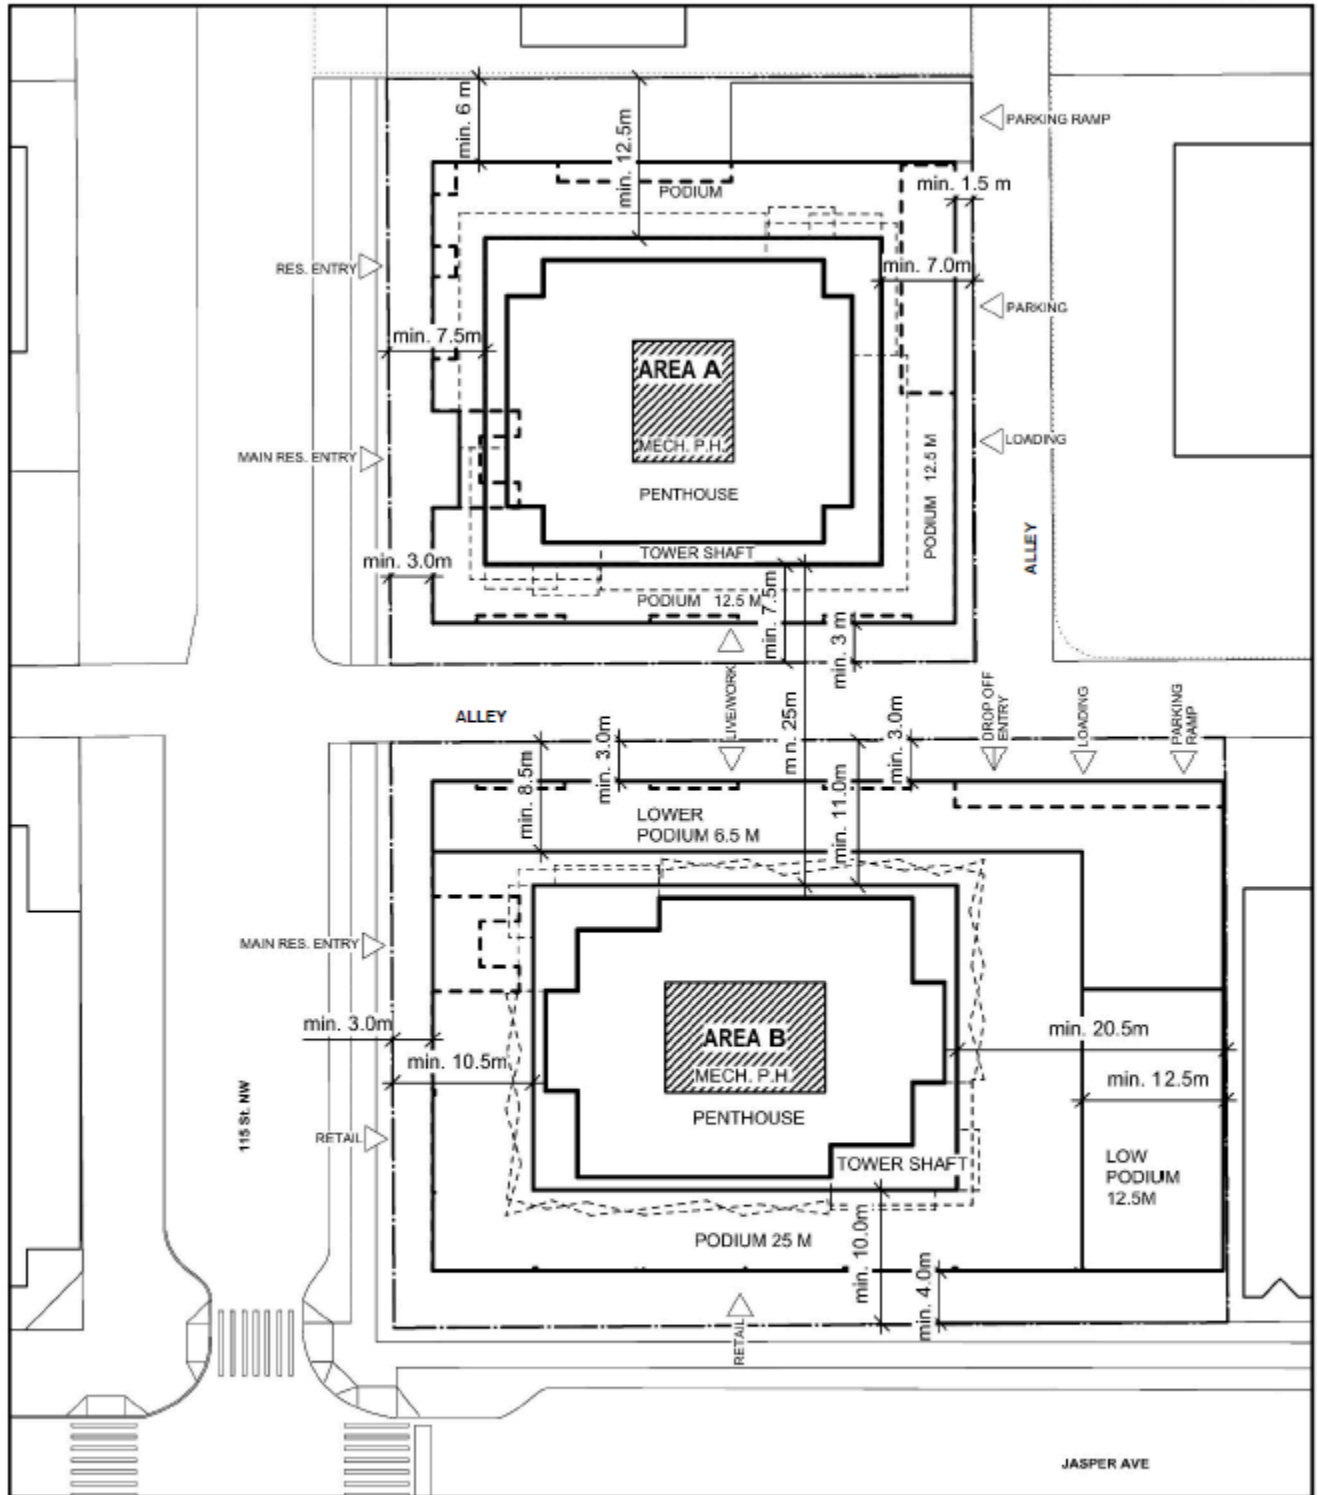 min. 6 m
min. 12.5m
PARKING RAMP
PODIUM
min. 1.5 m
RES. ENTRY
min. 7.0m
PARKING
min. 7.5m
AREA A
MECH. P.H.
MAIN RES. ENTRY
LOADING
PENTHOUSE
PODIUM 12.5 M
ALLEY
TOWER SHAFT
min. 3.0m
PODIUM 12.5 M
min. 7.5m
min. 3 m
LIVE/WORK
m n. 25m
ALLEY
DROP OFF
ENTRY
LOADING
PARKING
RAMP
min. 8.5m
min. 3.0m
min. 11.0m
min. 3.0m
LOWER
PODIUM 6.5 M
MAIN RES. ENTRY
min. 3.0m
min. 10.5m
AREA B
MECH. P.H.
PENTHOUSE
min. 20.5m
min. 12.5m
115 St. NW
RETAIL
TOWER SHAFT
LOW
PODIUM
12.5M
PODIUM 25 M
min. 10.0m
min. 4.0m
RETAIL
JASPER AVE